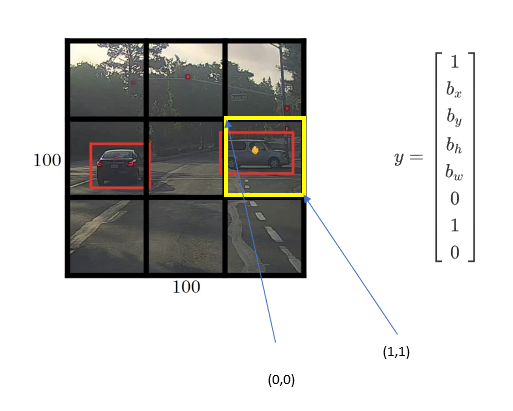 100
100
y =
1
b_x
b_y
b_h
b_w
0
1
0
(1,1)
(0,0)